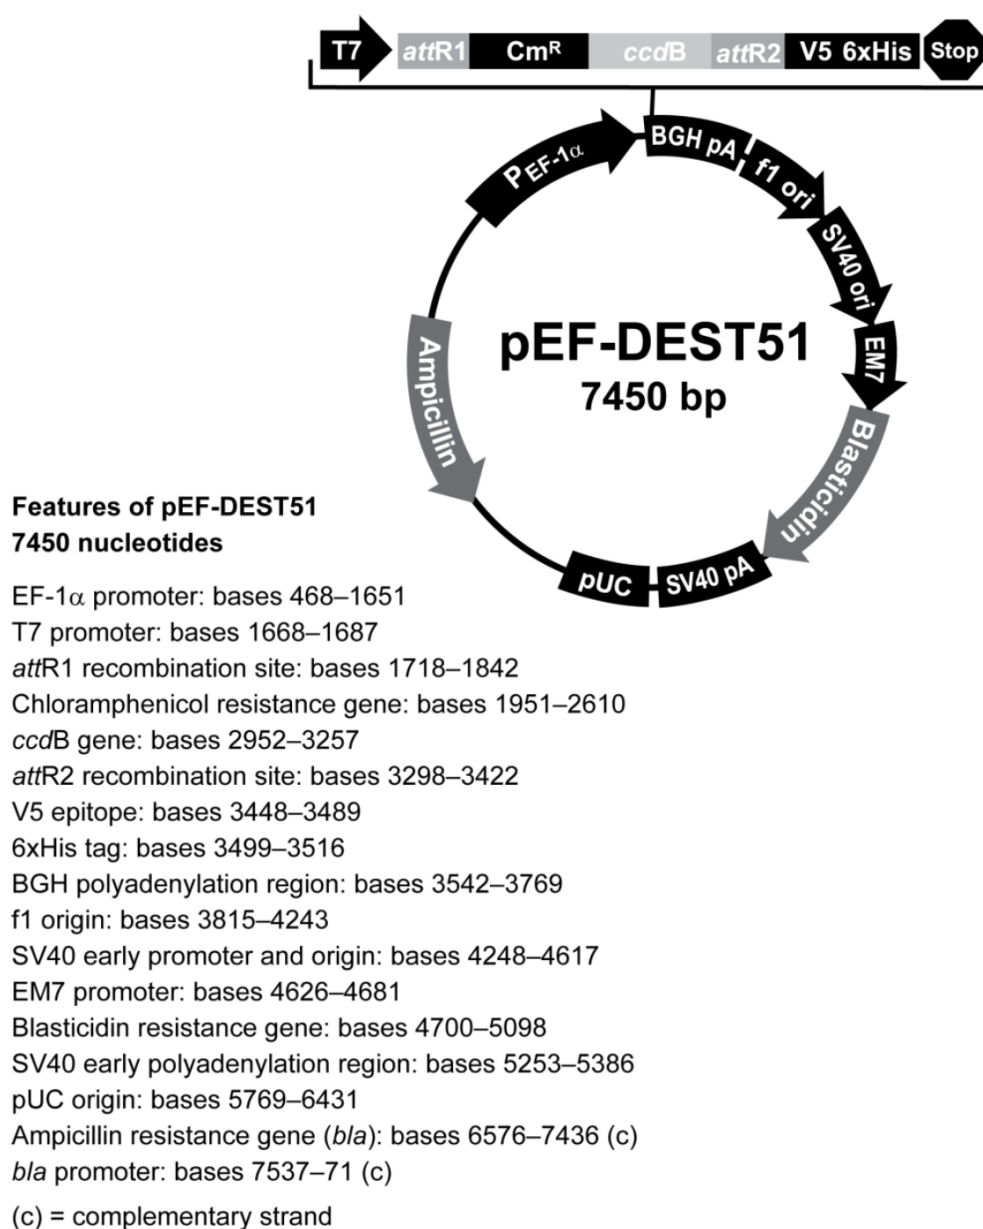 T7 attR1 Cmᴿ ccdB attR2 V5 6xHis Stop
PEF-1α
BGH pA
f1 ori
SV40 ori
EM7
Blasticidin
SV40 pA
pUC
Ampicillin
pEF-DEST51
7450 bp
Features of pEF-DEST51
7450 nucleotides
EF-1α promoter: bases 468–1651
T7 promoter: bases 1668–1687
attR1 recombination site: bases 1718–1842
Chloramphenicol resistance gene: bases 1951–2610
ccdB gene: bases 2952–3257
attR2 recombination site: bases 3298–3422
V5 epitope: bases 3448–3489
6xHis tag: bases 3499–3516
BGH polyadenylation region: bases 3542–3769
f1 origin: bases 3815–4243
SV40 early promoter and origin: bases 4248–4617
EM7 promoter: bases 4626–4681
Blasticidin resistance gene: bases 4700–5098
SV40 early polyadenylation region: bases 5253–5386
pUC origin: bases 5769–6431
Ampicillin resistance gene (bla): bases 6576–7436 (c)
bla promoter: bases 7537–71 (c)
(c) = complementary strand